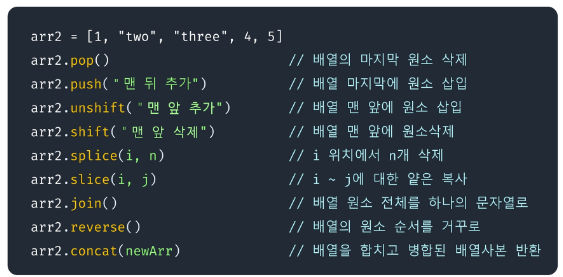 arr2 = [1, "two", "three", 4, 5]
arr2.pop() // 배열의 마지막 원소 삭제
arr2.push("맨 뒤 추가") // 배열 마지막에 원소 삽입
arr2.unshift("맨 앞 추가") // 배열 맨 앞에 원소 삽입
arr2.shift("맨 앞 삭제") // 배열 맨 앞에 원소삭제
arr2.splice(i, n) // i 위치에서 n개 삭제
arr2.slice(i, j) // i ~ j에 대한 얕은 복사
arr2.join() // 배열 원소 전체를 하나의 문자열로
arr2.reverse() // 배열의 원소 순서를 거꾸로
arr2.concat(newArr) // 배열을 합치고 병합된 배열사본 반환